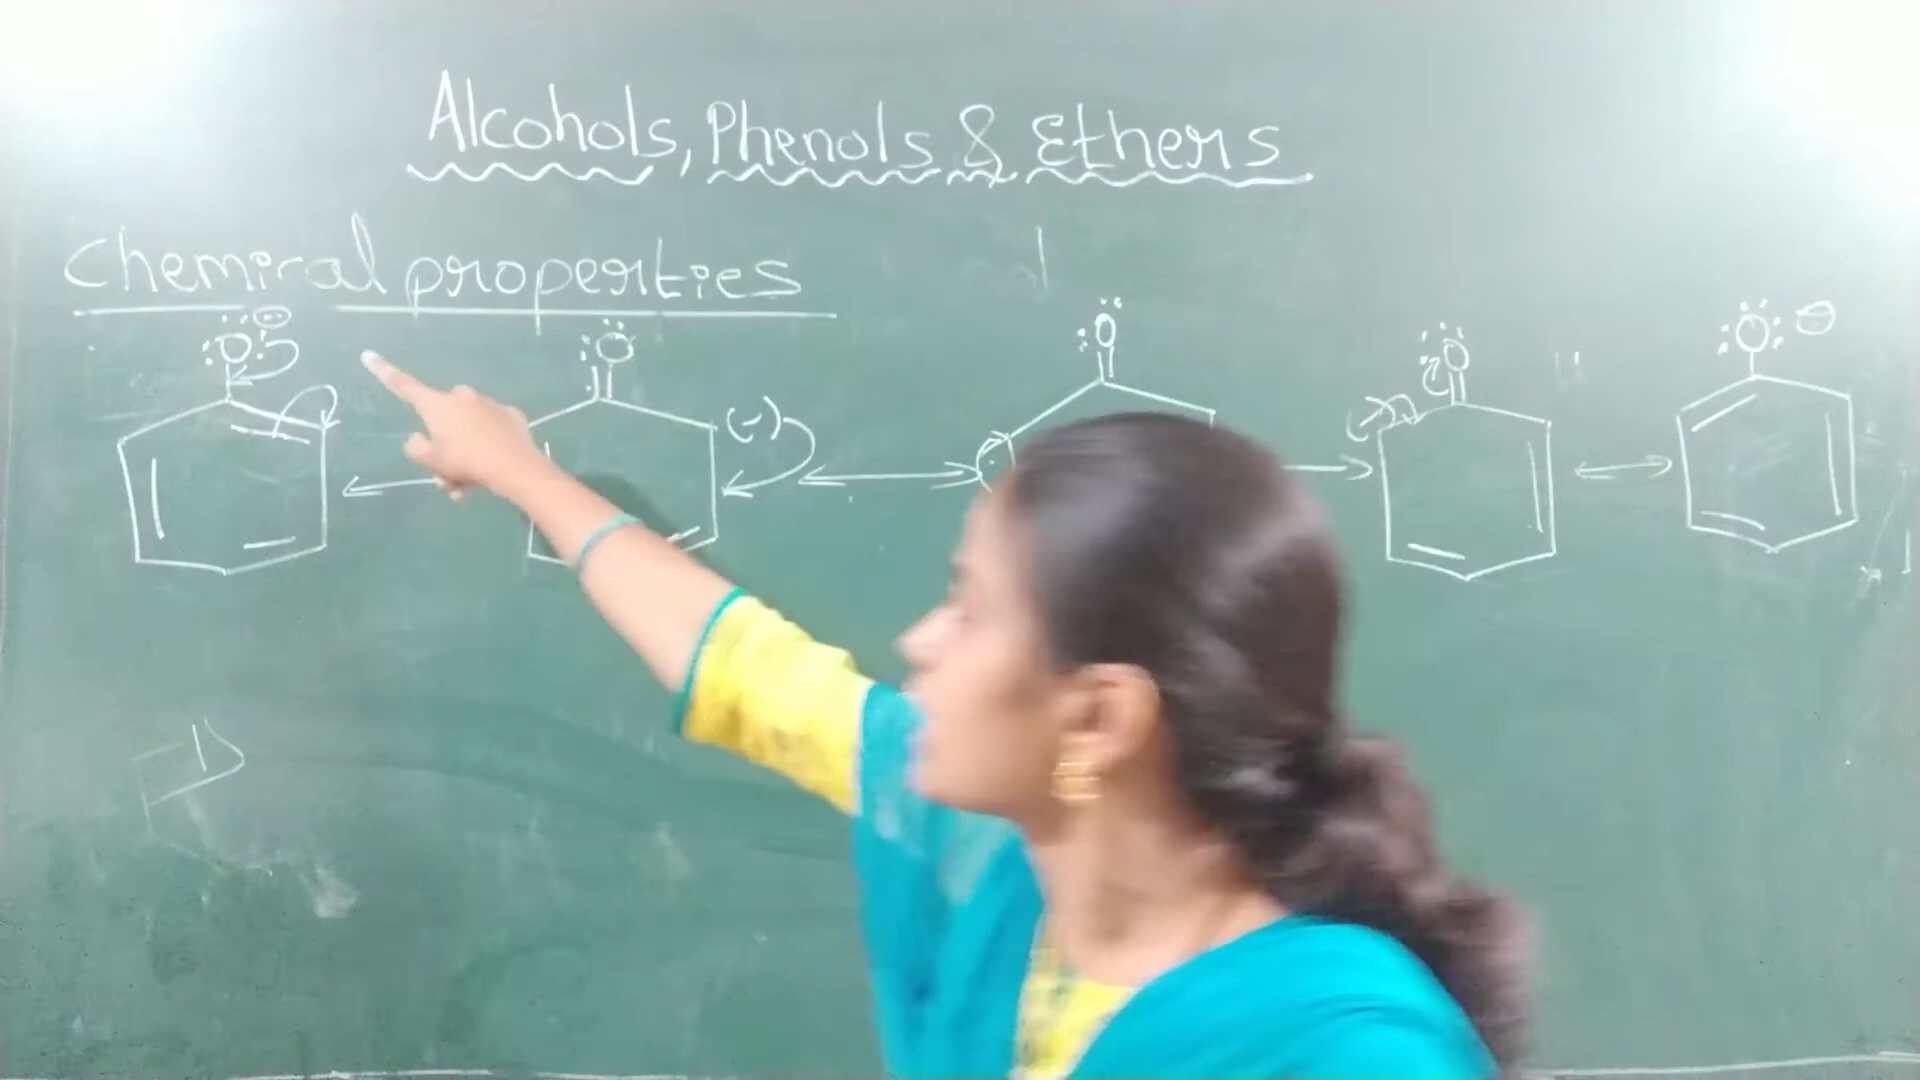 Alcohols, Phenols & Ethers
Chemical properties
:Ö: ⊖
:Ö
(-)
:Ö
:Ö
:Ö: ⊖